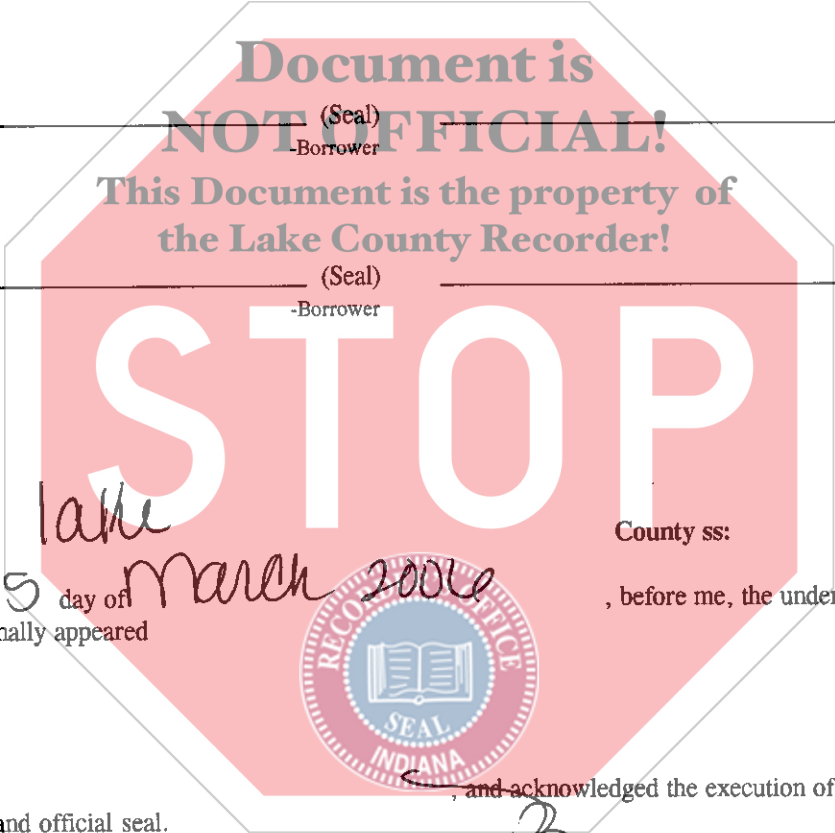 Document is
(Seal)
NOT OFFICIAL!
-Borrower
This Document is the property of
the Lake County Recorder!
(Seal)
-Borrower
STOP
lake
County ss:
5 day of March 2006
, before me, the under
nally appeared
RECORDER'S OFFICE
SEAL
INDIANA
, and acknowledged the execution of
and official seal.